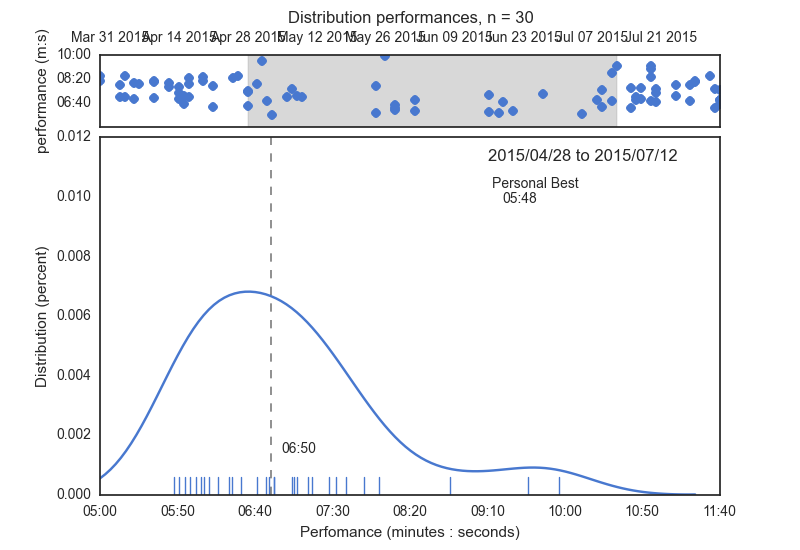 Distribution performances, n = 30
Mar 31 2015 Apr 14 2015 Apr 28 2015 May 12 2015 May 26 2015 Jun 09 2015 Jun 23 2015 Jul 07 2015 Jul 21 2015
performance (m:s)
10:00
08:20
06:40
0.012
0.010
0.008
0.006
0.004
0.002
0.000
Distribution (percent)
2015/04/28 to 2015/07/12
Personal Best
05:48
06:50
05:00 05:50 06:40 07:30 08:20 09:10 10:00 10:50 11:40
Perfomance (minutes : seconds)